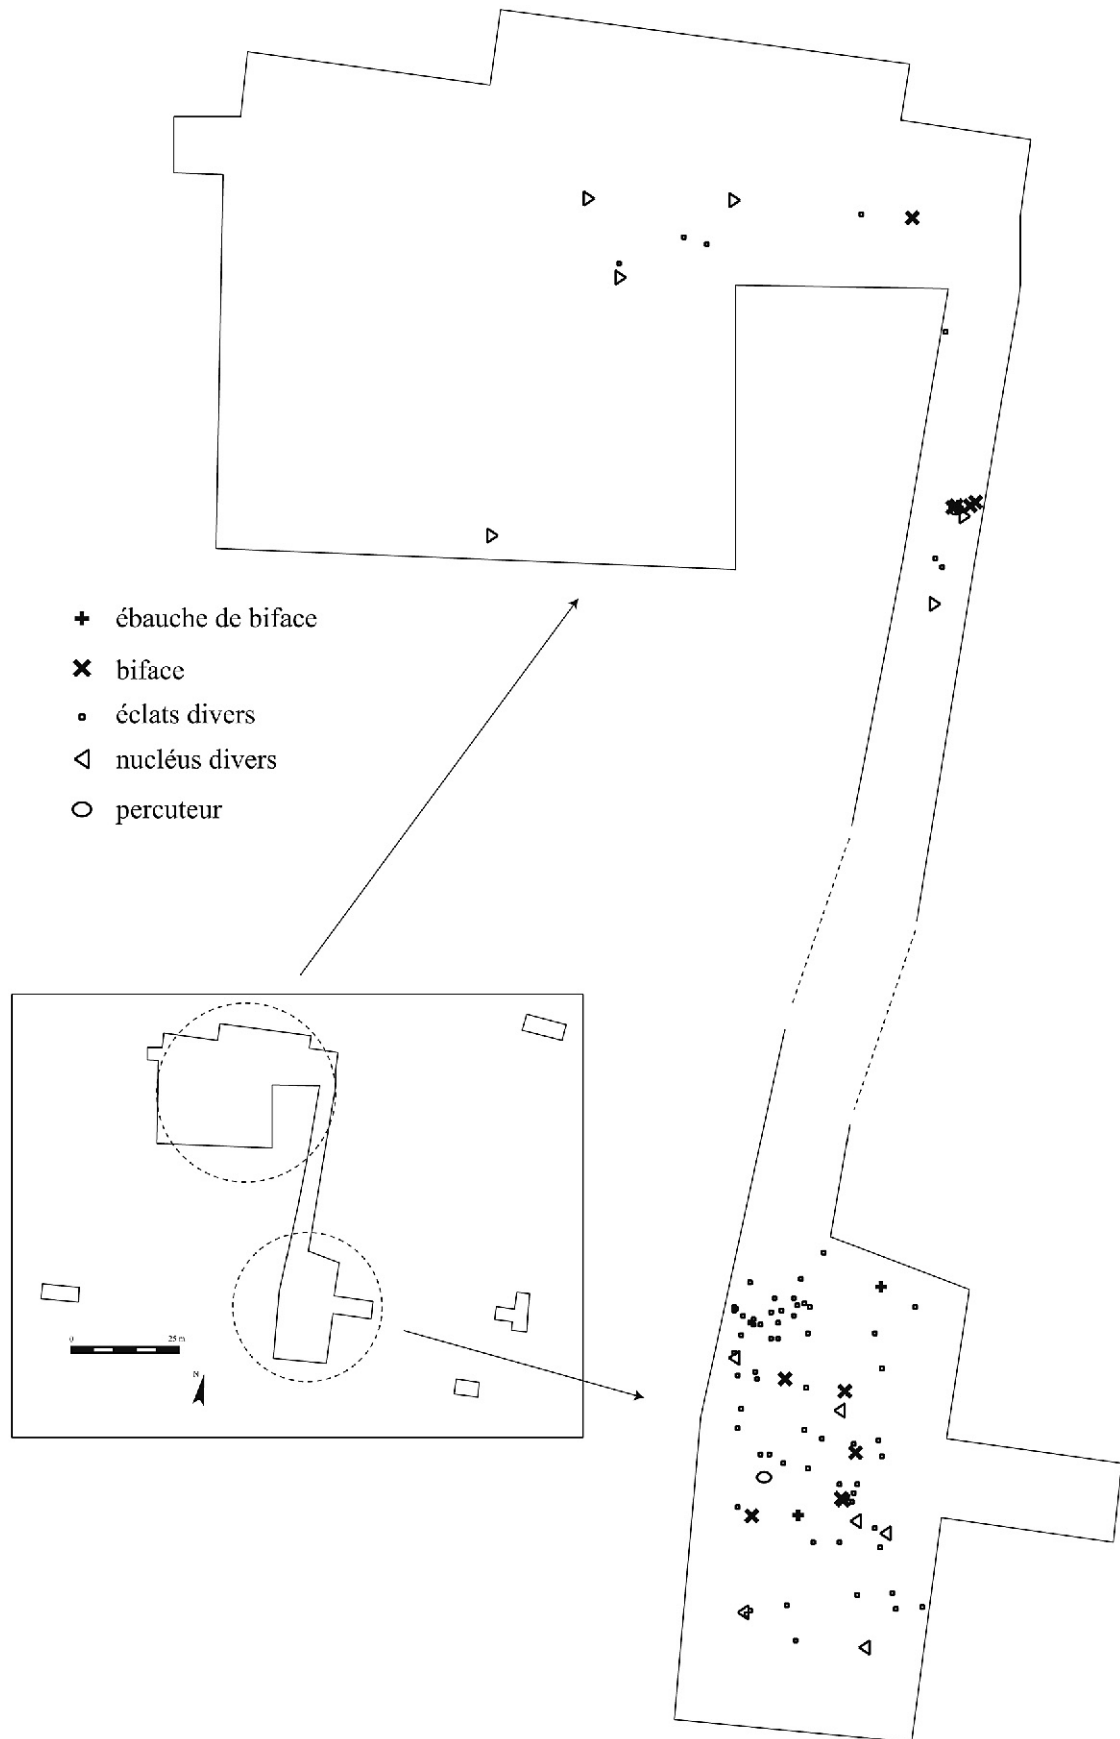 ébauche de biface
biface
éclats divers
nucléus divers
percuteur
0 25 m
N